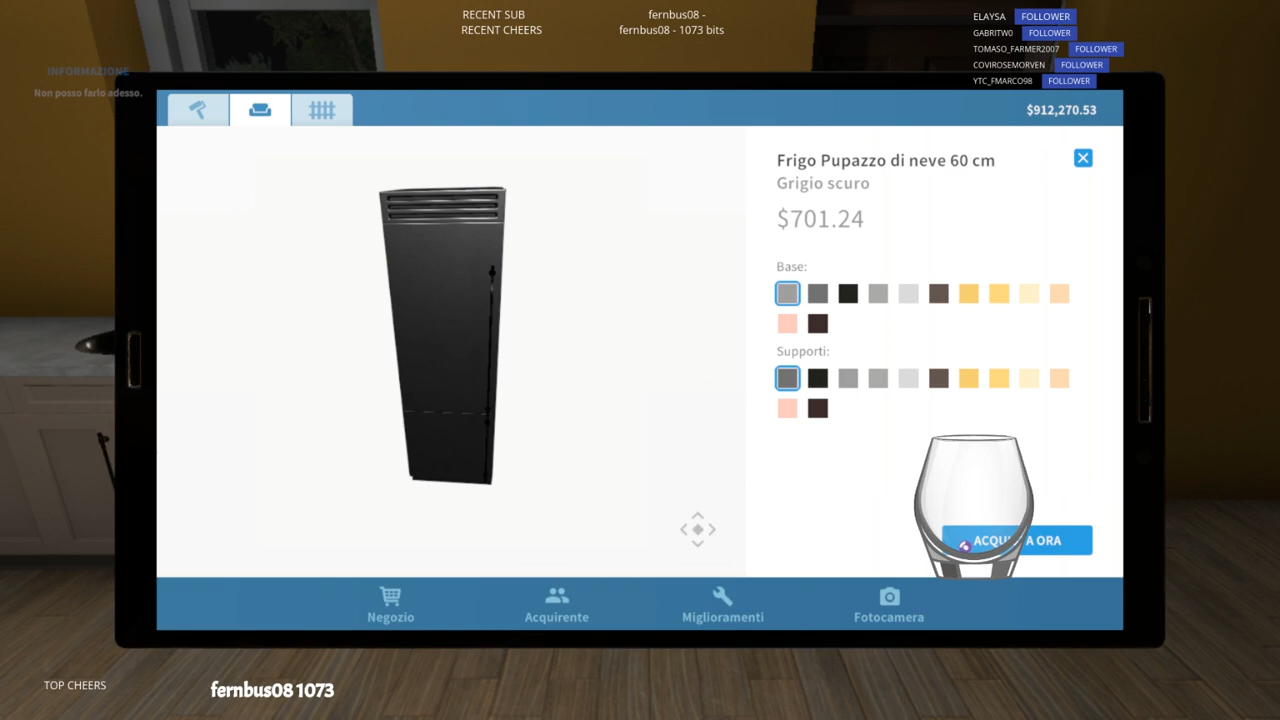 RECENT SUB
fernbus08 -
RECENT CHEERS
fernbus08 - 1073 bits
ELAYSA FOLLOWER
GABRITW0 FOLLOWER
TOMASO_FARMER2007 FOLLOWER
COVIROSEMORVEN FOLLOWER
YTC_FMARCO98 FOLLOWER
INFORMAZIONE
Non posso farlo adesso.
$912,270.53
Frigo Pupazzo di neve 60 cm
Grigio scuro
$701.24
Base:
Supporti:
ACQUISTA ORA
Negozio
Acquirente
Miglioramenti
Fotocamera
TOP CHEERS
fernbus08 1073